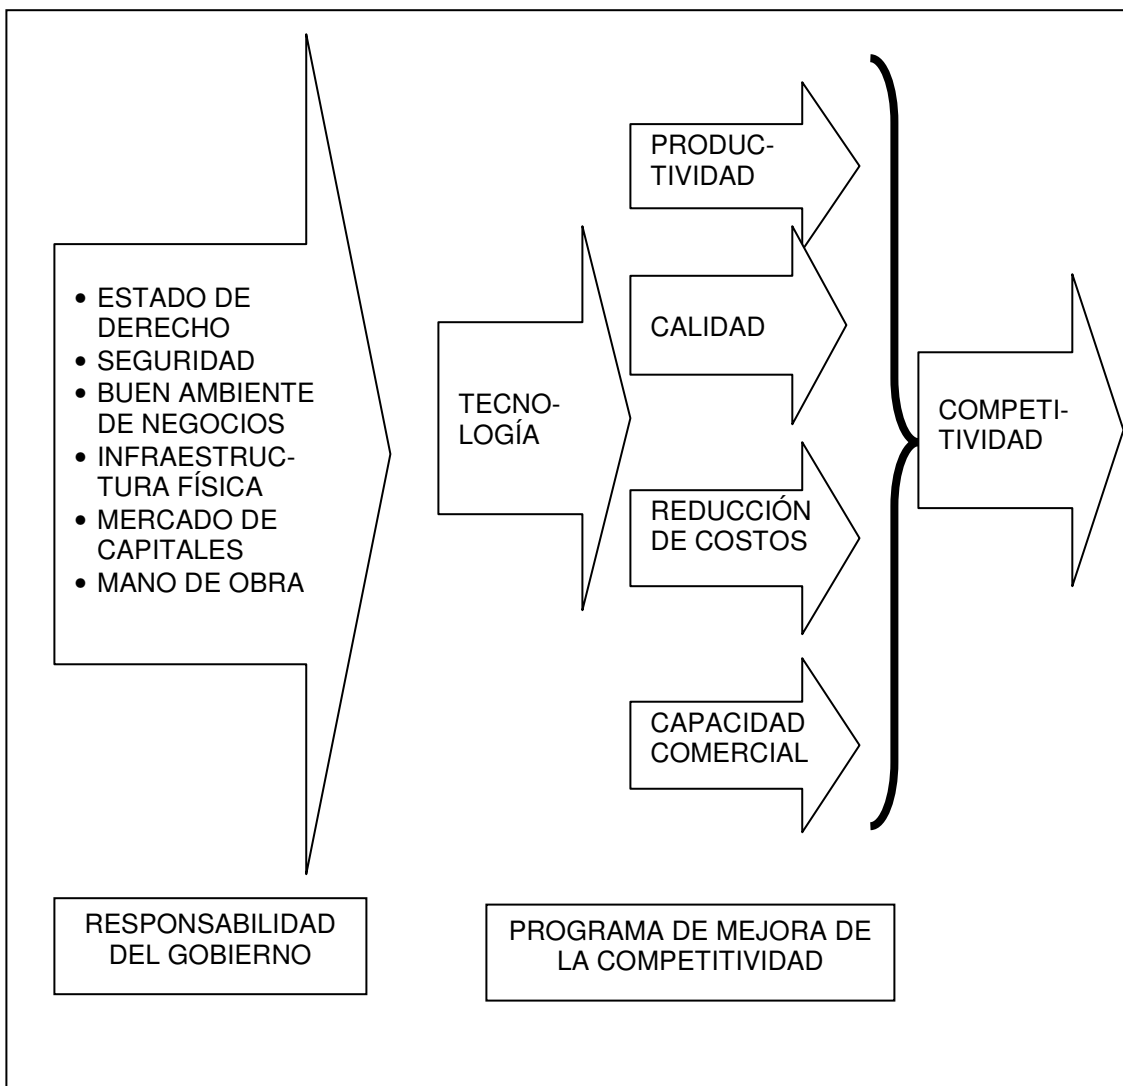 • ESTADO DE
DERECHO
• SEGURIDAD
• BUEN AMBIENTE
DE NEGOCIOS
• INFRAESTRUC-
TURA FÍSICA
• MERCADO DE
CAPITALES
• MANO DE OBRA
TECNO-
LOGÍA
PRODUC-
TIVIDAD
CALIDAD
REDUCCIÓN
DE COSTOS
CAPACIDAD
COMERCIAL
COMPETI-
TIVIDAD
RESPONSABILIDAD
DEL GOBIERNO
PROGRAMA DE MEJORA DE
LA COMPETITIVIDAD